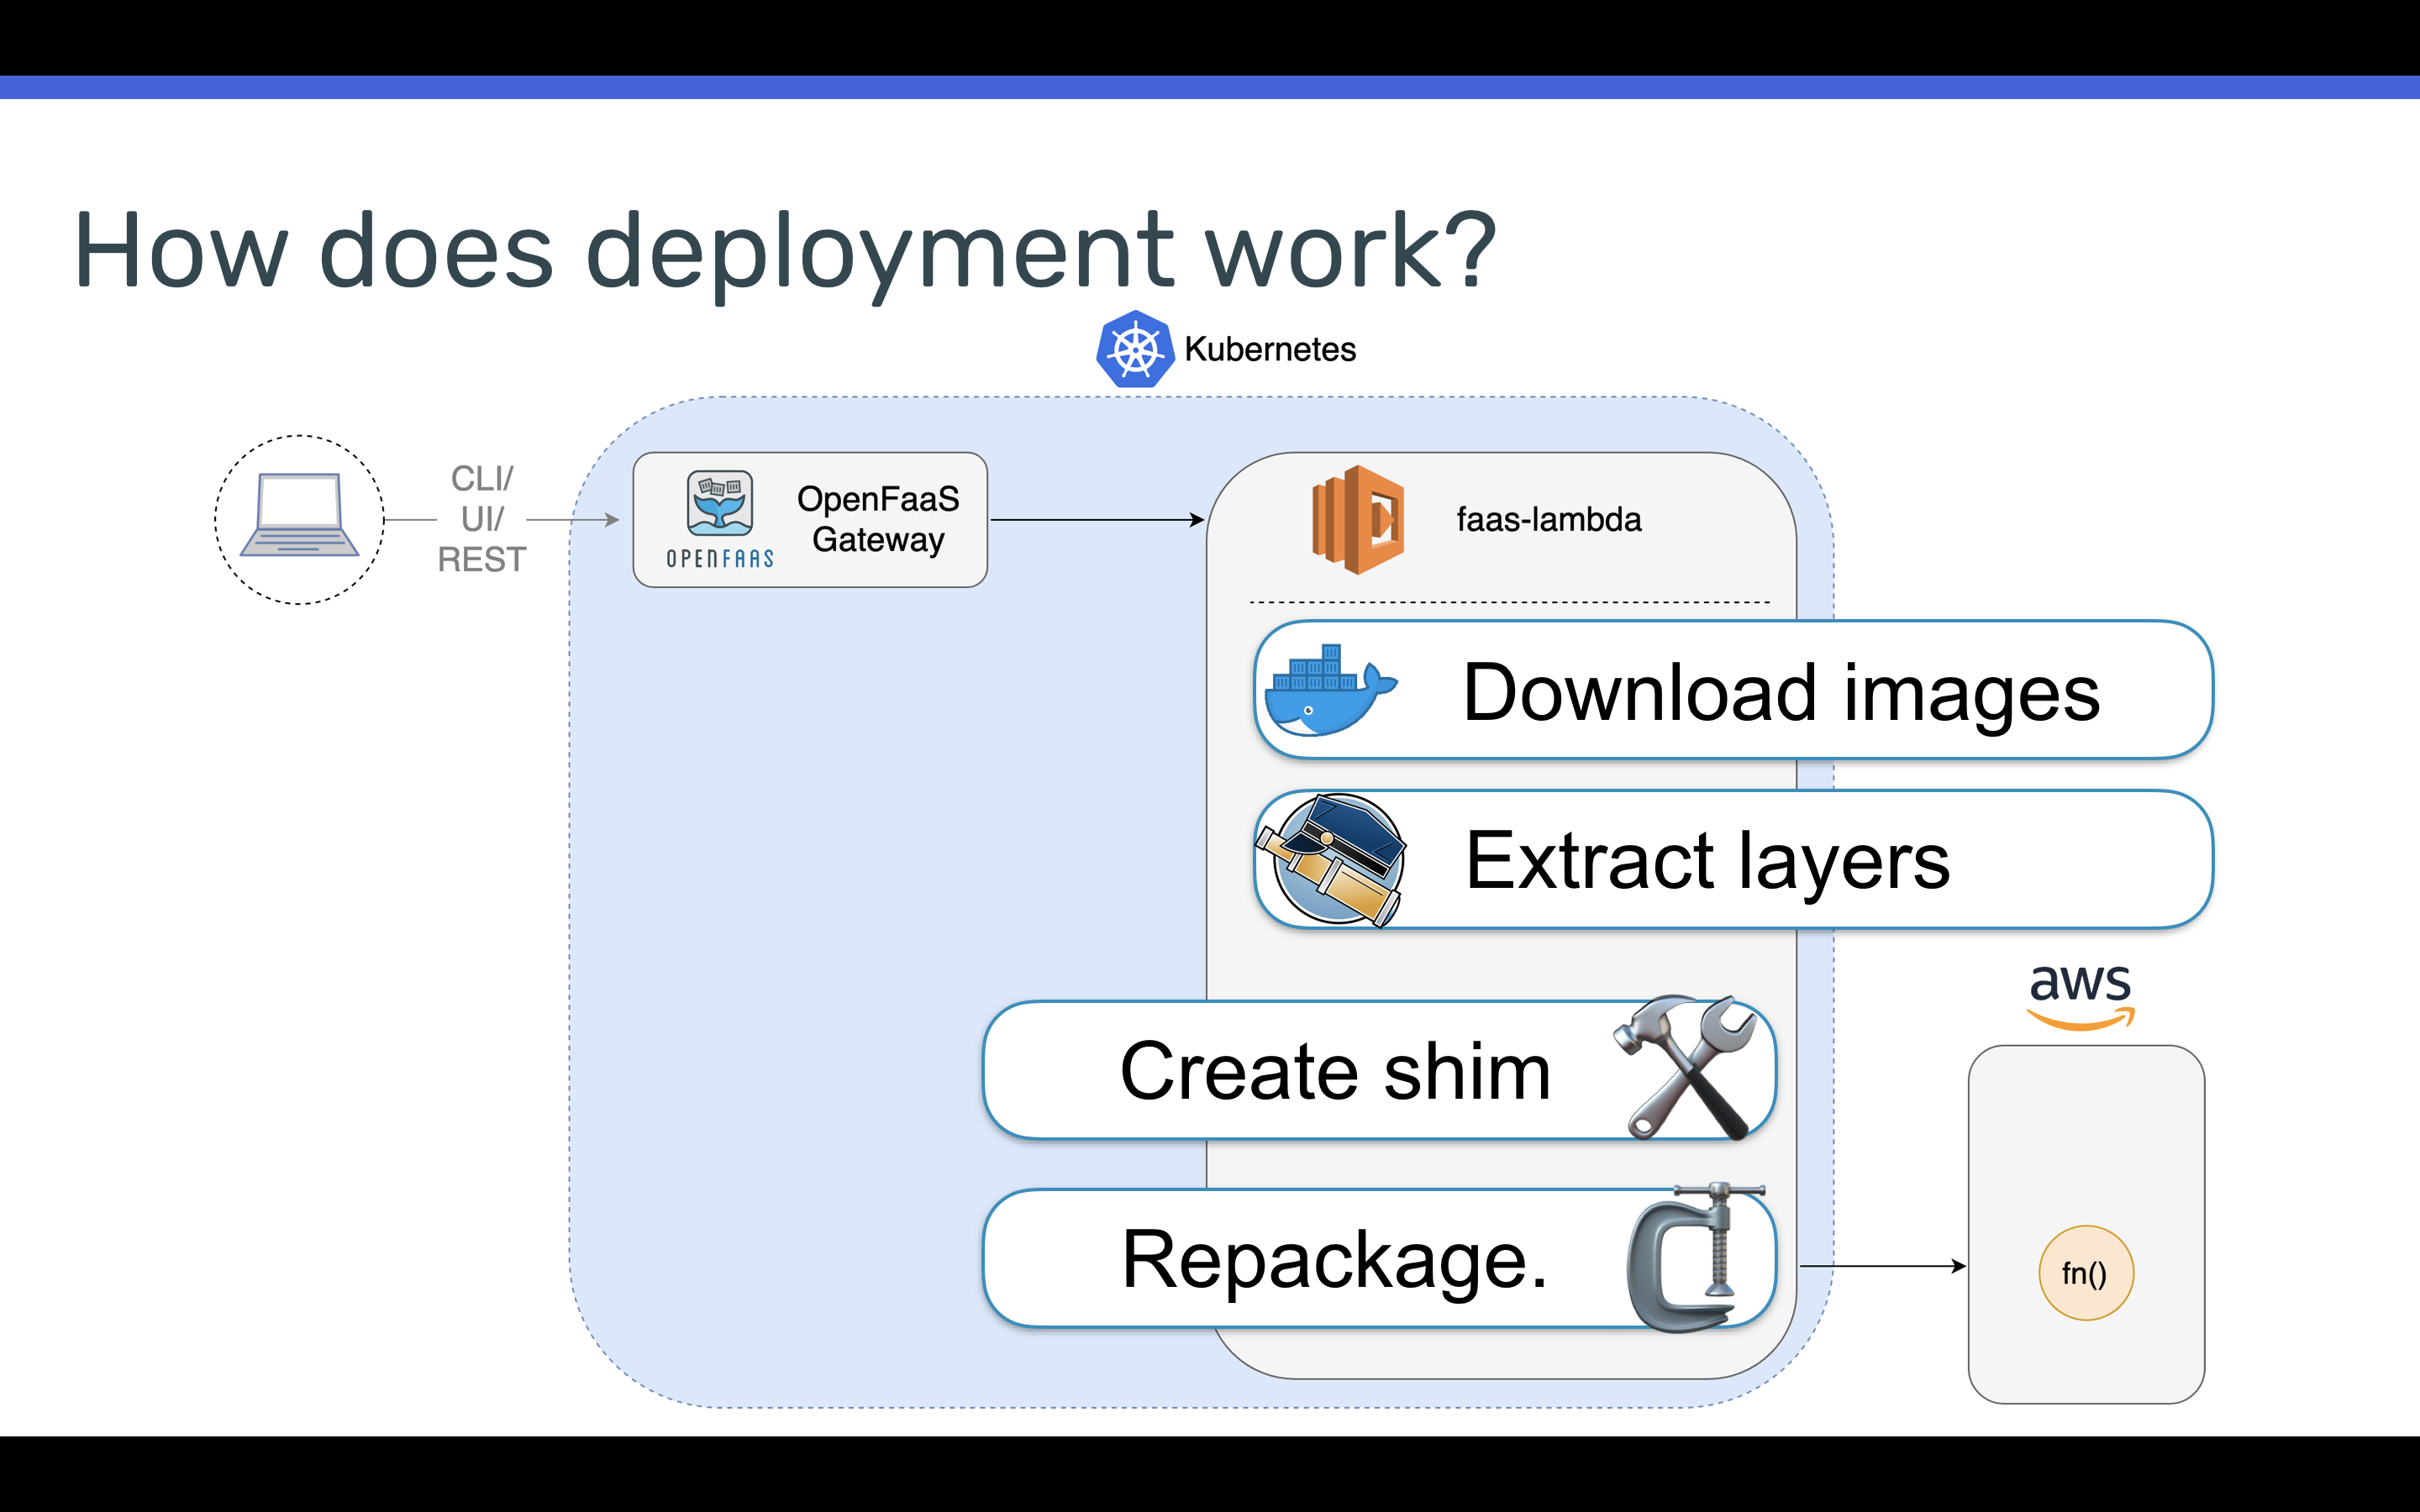 How does deployment work?
Kubernetes
CLI/
UI/
REST
OPENFAAS
OpenFaaS
Gateway
faas-lambda
Download images
Extract layers
Create shim
Repackage.
aws
fn()